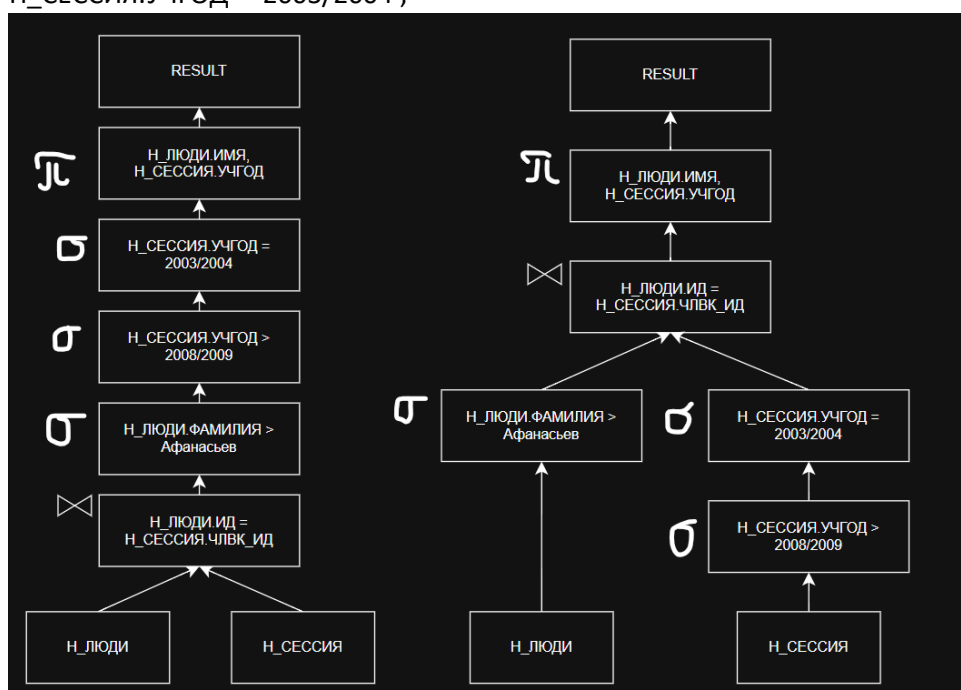 Н_СЕССИЯ.УЧГОД = '2003/2004';
RESULT
π
Н_ЛЮДИ.ИМЯ,
Н_СЕССИЯ.УЧГОД
σ
Н_СЕССИЯ.УЧГОД =
2003/2004
σ
Н_СЕССИЯ.УЧГОД >
2008/2009
σ
Н_ЛЮДИ.ФАМИЛИЯ >
Афанасьев
⋈
Н_ЛЮДИ.ИД =
Н_СЕССИЯ.ЧЛВК_ИД
Н_ЛЮДИ
Н_СЕССИЯ
RESULT
π
Н_ЛЮДИ.ИМЯ,
Н_СЕССИЯ.УЧГОД
⋈
Н_ЛЮДИ.ИД =
Н_СЕССИЯ.ЧЛВК_ИД
σ
Н_ЛЮДИ.ФАМИЛИЯ >
Афанасьев
σ
Н_СЕССИЯ.УЧГОД =
2003/2004
σ
Н_СЕССИЯ.УЧГОД >
2008/2009
Н_ЛЮДИ
Н_СЕССИЯ